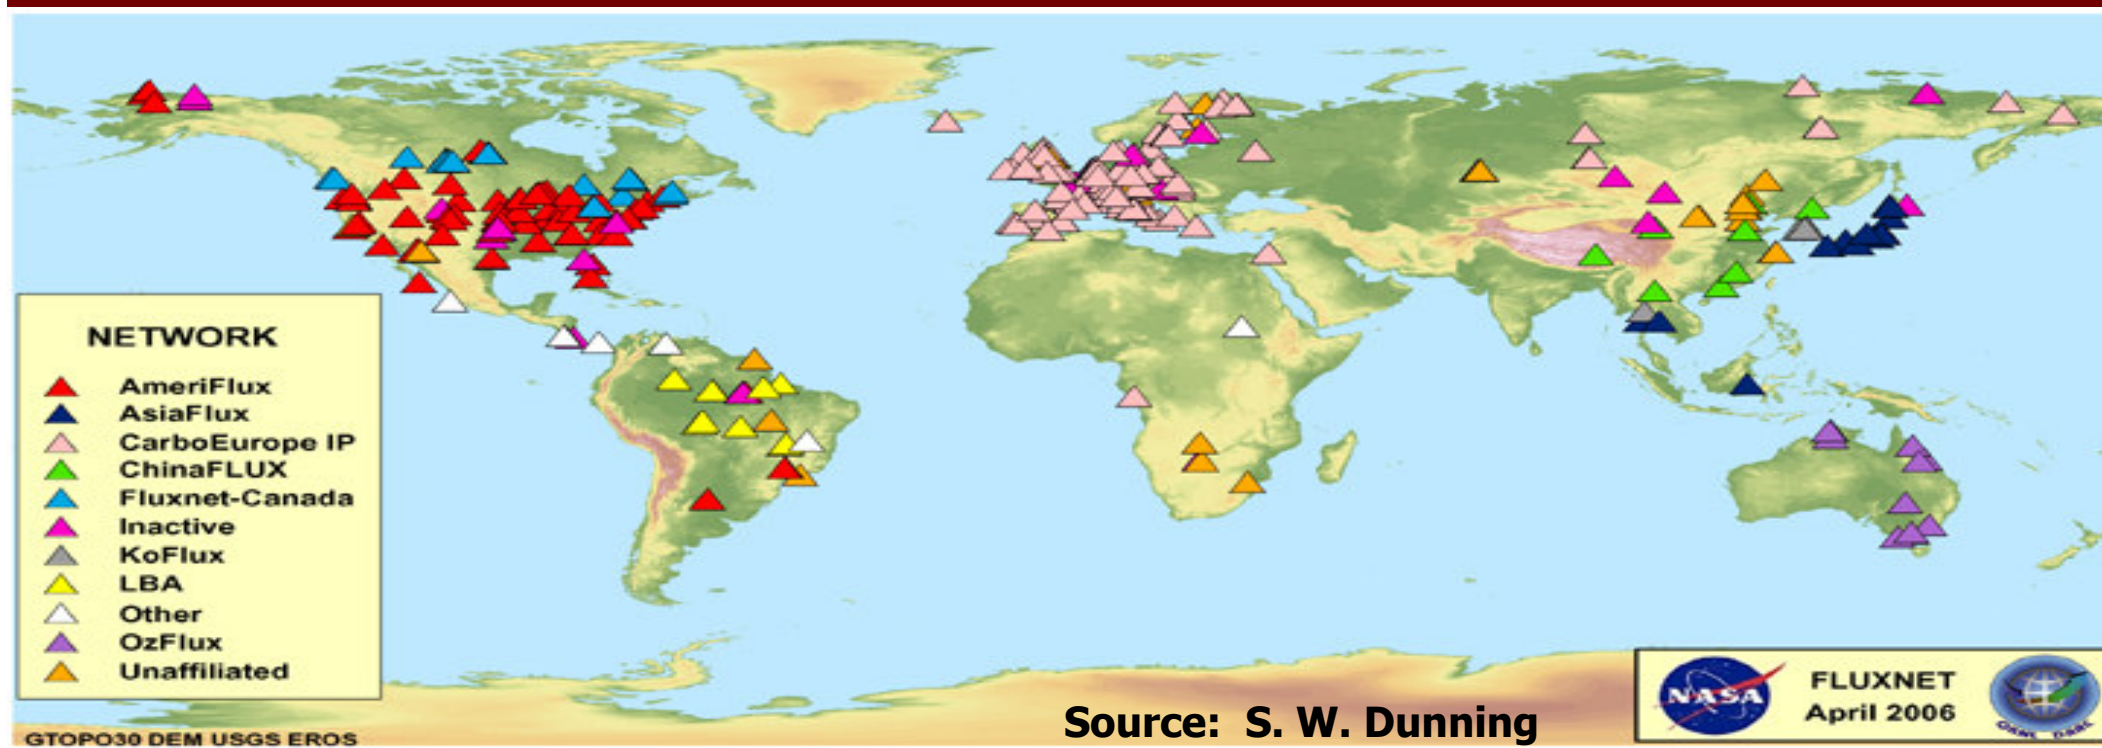 NETWORK
AmeriFlux
AsiaFlux
CarboEurope IP
ChinaFLUX
Fluxnet-Canada
Inactive
KoFlux
LBA
Other
OzFlux
Unaffiliated
GTOPO30 DEM USGS EROS
Source: S. W. Dunning
NASA
FLUXNET
April 2006